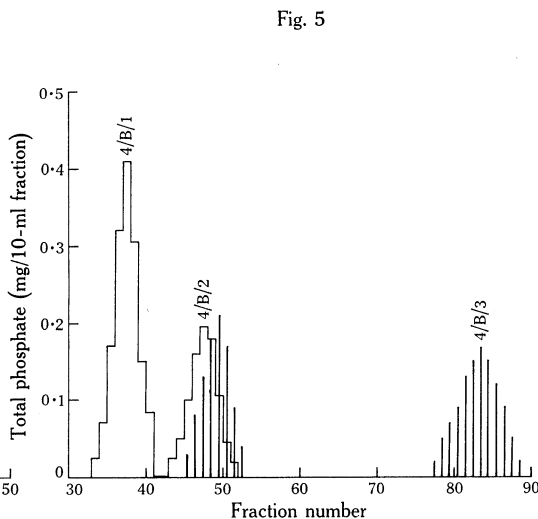 Fig. 5
Total phosphate (mg/10-ml fraction)
0·5
0·4
0·3
0·2
0·1
0
4/B/1
4/B/2
4/B/3
50 30 40 50 60 70 80 90
Fraction number